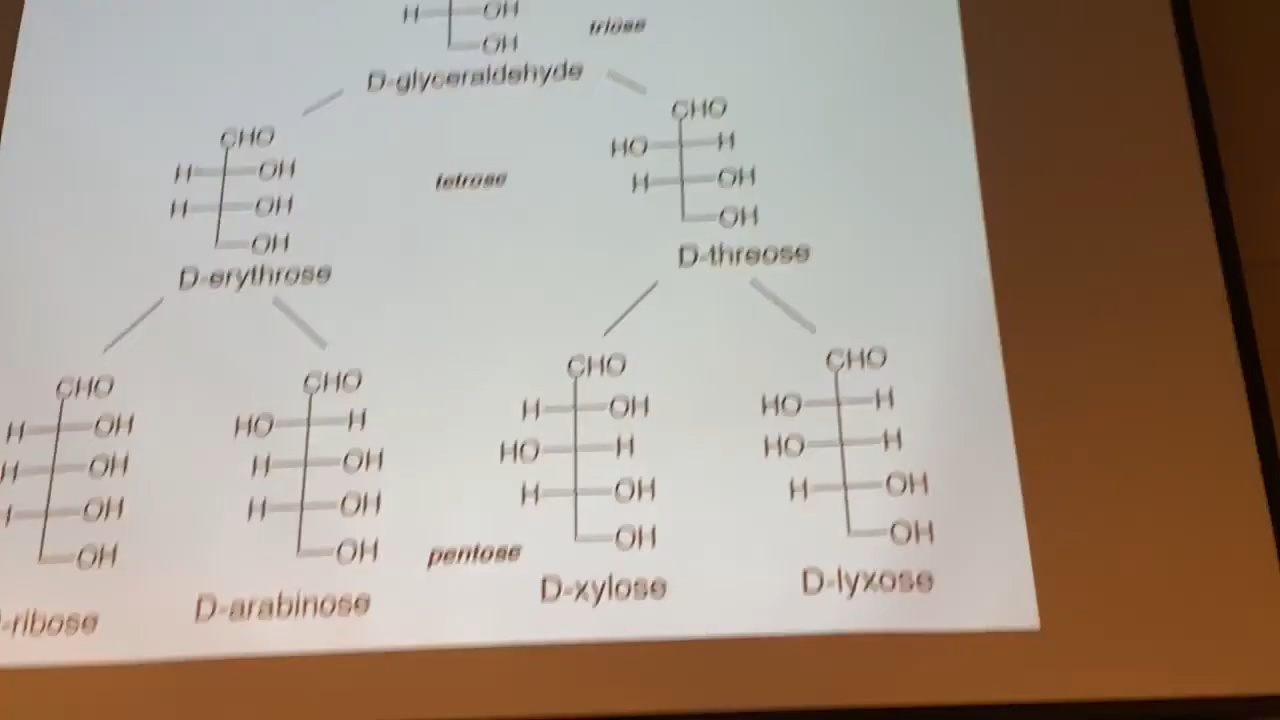 H OH
OH
triose
D-glyceraldehyde
CHO
H OH
H OH
OH
D-erythrose
tetrose
CHO
HO H
H OH
OH
D-threose
CHO
H OH
H OH
H OH
OH
-ribose
CHO
HO H
H OH
H OH
OH
D-arabinose
pentose
CHO
H OH
HO H
H OH
OH
D-xylose
CHO
HO H
HO H
H OH
OH
D-lyxose